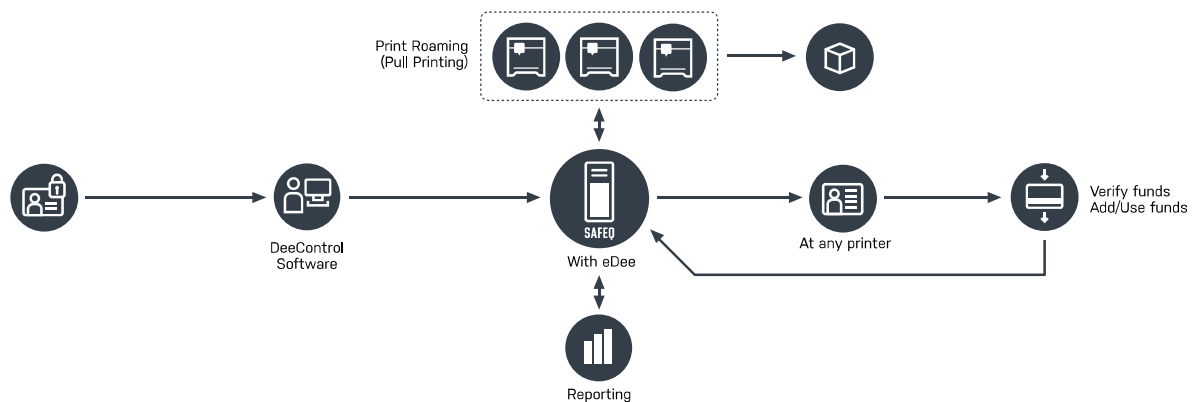 Print Roaming
(Pull Printing)
DeeControl
Software
SAFEQ
With eDee
At any printer
Verify funds
Add/Use funds
Reporting